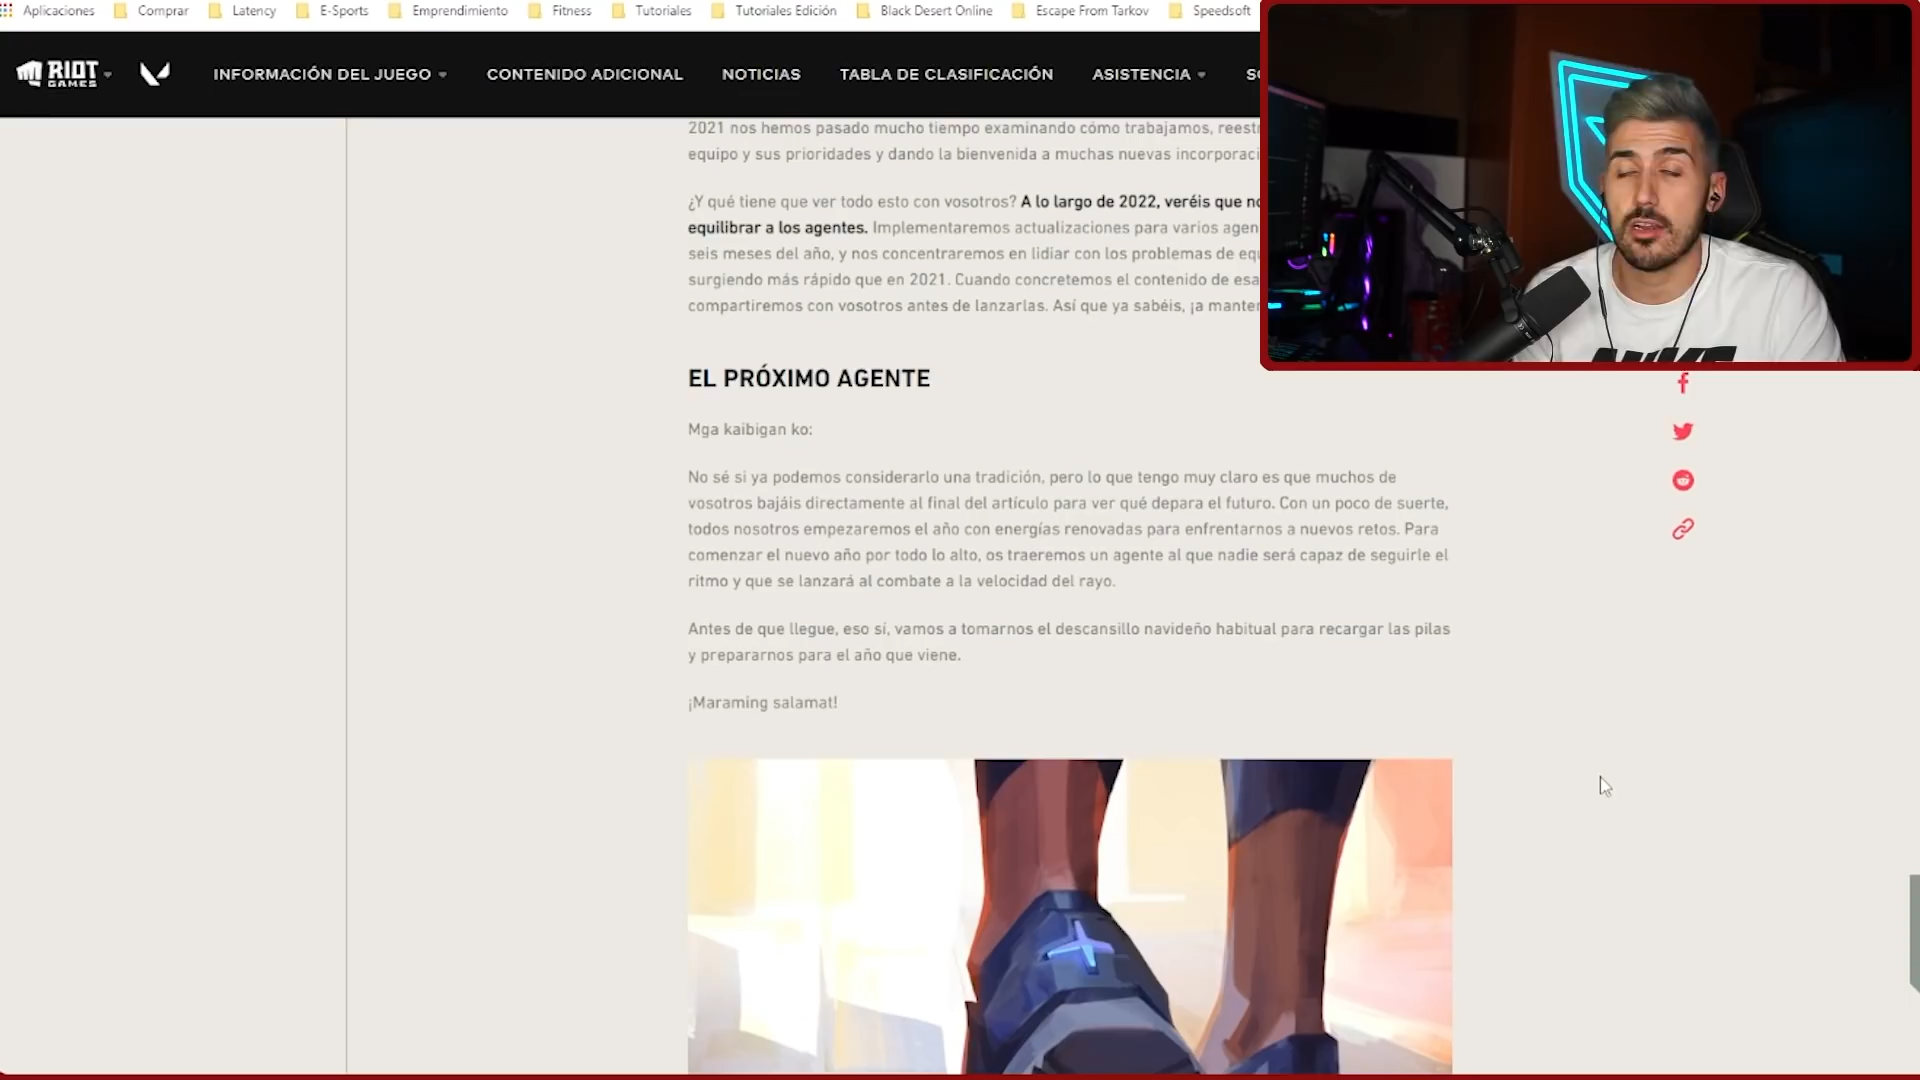 Aplicaciones Comprar Latency E-Sports Emprendimiento Fitness Tutoriales Tutoriales Edición Black Desert Online Escape From Tarkov Speedsoft
RIOT GAMES INFORMACIÓN DEL JUEGO CONTENIDO ADICIONAL NOTICIAS TABLA DE CLASIFICACIÓN ASISTENCIA
2021 nos hemos pasado mucho tiempo examinando cómo trabajamos,
equipo y sus prioridades y dando la bienvenida a muchas nuevas
¿Y qué tiene que ver todo esto con vosotros? A lo largo de 2022, veréis que
equilibrar a los agentes. Implementaremos actualizaciones para varios
seis meses del año, y nos concentraremos en lidiar con los problemas de
surgiendo más rápido que en 2021. Cuando concretemos el contenido de
compartiremos con vosotros antes de lanzarlas. Así que ya sabéis,
EL PRÓXIMO AGENTE
Mga kaibigan ko:
No sé si ya podemos considerarlo una tradición, pero lo que tengo muy claro es que muchos de
vosotros bajáis directamente al final del artículo para ver qué depara el futuro. Con un poco de suerte,
todos nosotros empezaremos el año con energías renovadas para enfrentarnos a nuevos retos. Para
comenzar el nuevo año por todo lo alto, os traeremos un agente al que nadie será capaz de seguirle el
ritmo y que se lanzará al combate a la velocidad del rayo.
Antes de que llegue, eso sí, vamos a tomarnos el descansillo navideño habitual para recargar las pilas
y prepararnos para el año que viene.
¡Maraming salamat!